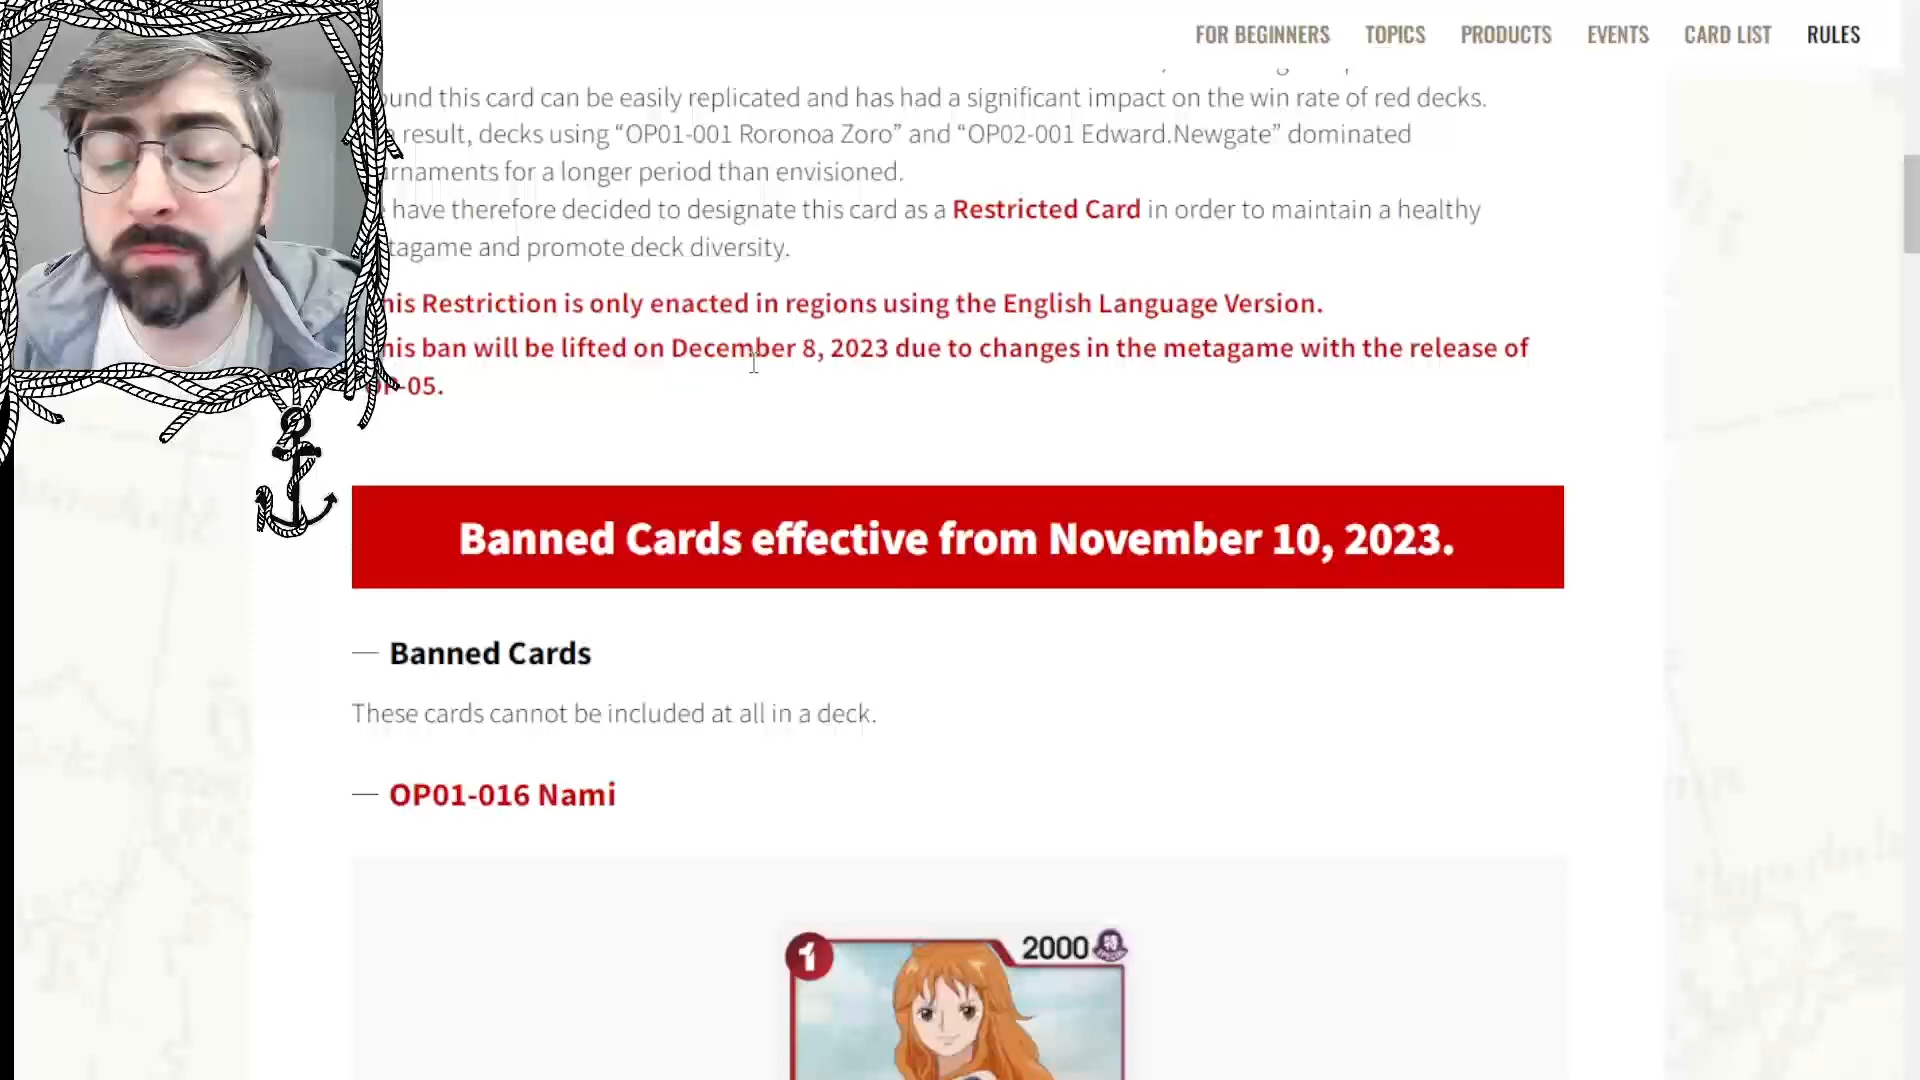 FOR BEGINNERS TOPICS PRODUCTS EVENTS CARD LIST RULES
this card can be easily replicated and has had a significant impact on the win rate of red decks.
result, decks using “OP01-001 Roronoa Zoro” and “OP02-001 Edward.Newgate” dominated
for a longer period than envisioned.
have therefore decided to designate this card as a Restricted Card in order to maintain a healthy
and promote deck diversity.
Restriction is only enacted in regions using the English Language Version.
ban will be lifted on December 8, 2023 due to changes in the metagame with the release of
OP-05.
Banned Cards effective from November 10, 2023.
Banned Cards
These cards cannot be included at all in a deck.
OP01-016 Nami
1 2000 特
SPECIAL